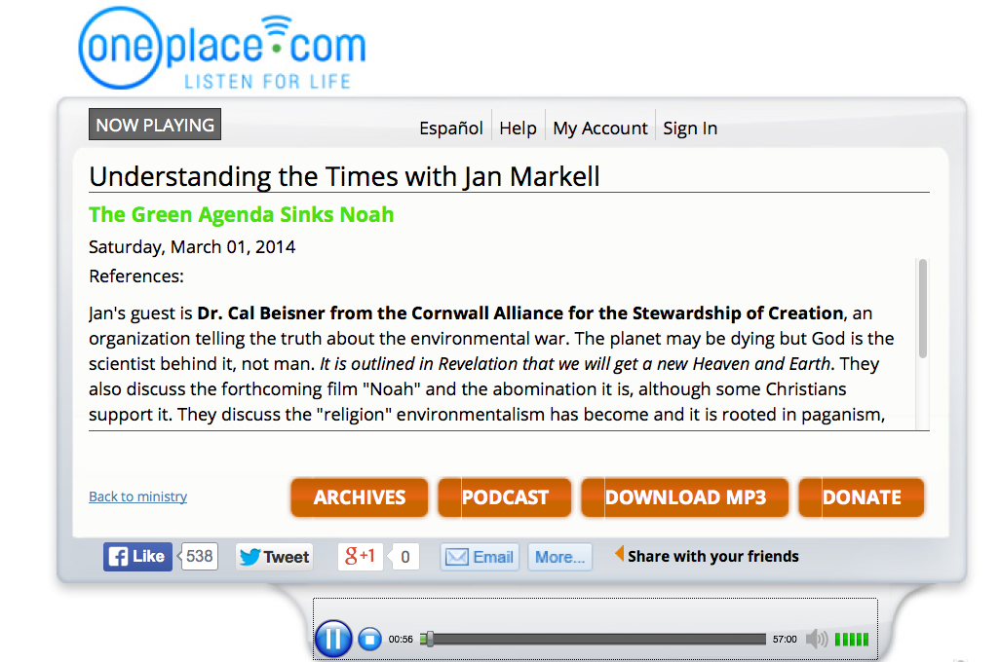 oneplace.com
LISTEN FOR LIFE
NOW PLAYING
Español
Help
My Account
Sign In
Understanding the Times with Jan Markell
The Green Agenda Sinks Noah
Saturday, March 01, 2014
References:
Jan's guest is Dr. Cal Beisner from the Cornwall Alliance for the Stewardship of Creation, an
organization telling the truth about the environmental war. The planet may be dying but God is the
scientist behind it, not man. It is outlined in Revelation that we will get a new Heaven and Earth. They
also discuss the forthcoming film "Noah" and the abomination it is, although some Christians
support it. They discuss the "religion" environmentalism has become and it is rooted in paganism,
Back to ministry
ARCHIVES
PODCAST
DOWNLOAD MP3
DONATE
f Like
538
Tweet
g+1
0
Email
More...
Share with your friends
00:56
57:00